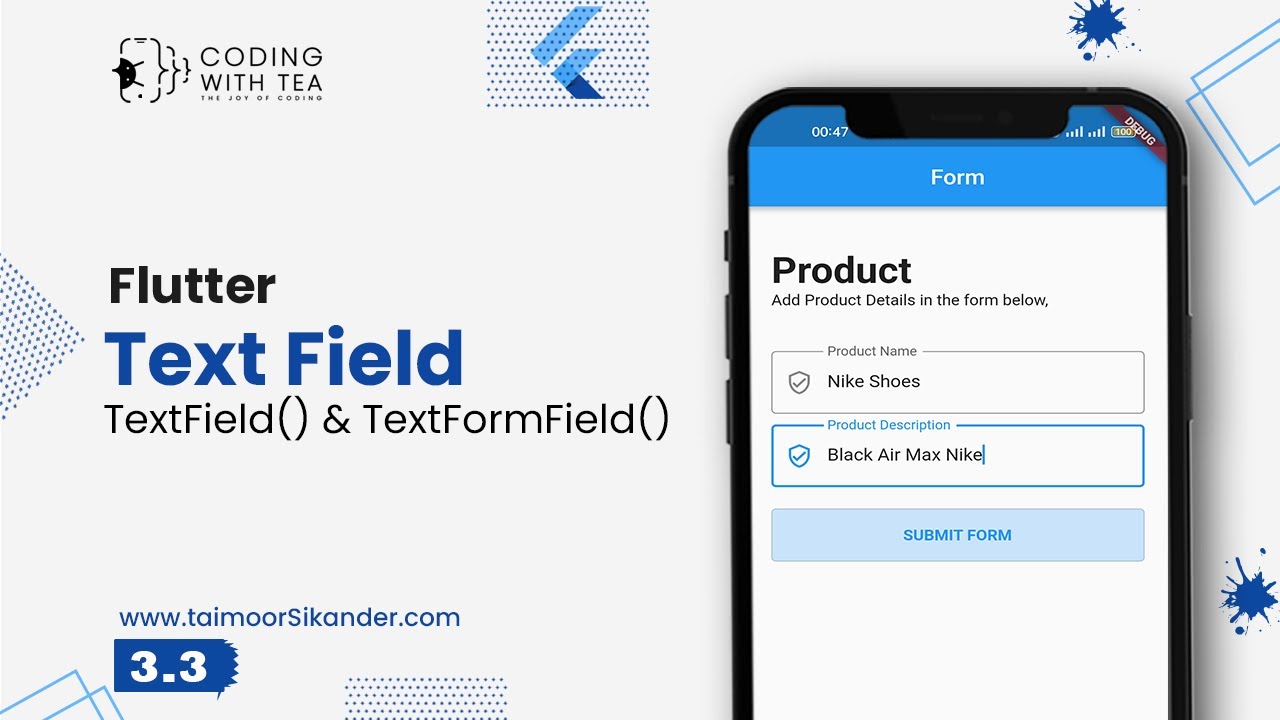 CODING
WITH TEA
THE JOY OF CODING
Flutter
Text Field
TextField() & TextFormField()
www.taimoorSikander.com
3.3
00:47
100
DEBUG
Form
Product
Add Product Details in the form below,
Product Name
Nike Shoes
Product Description
Black Air Max Nike
SUBMIT FORM